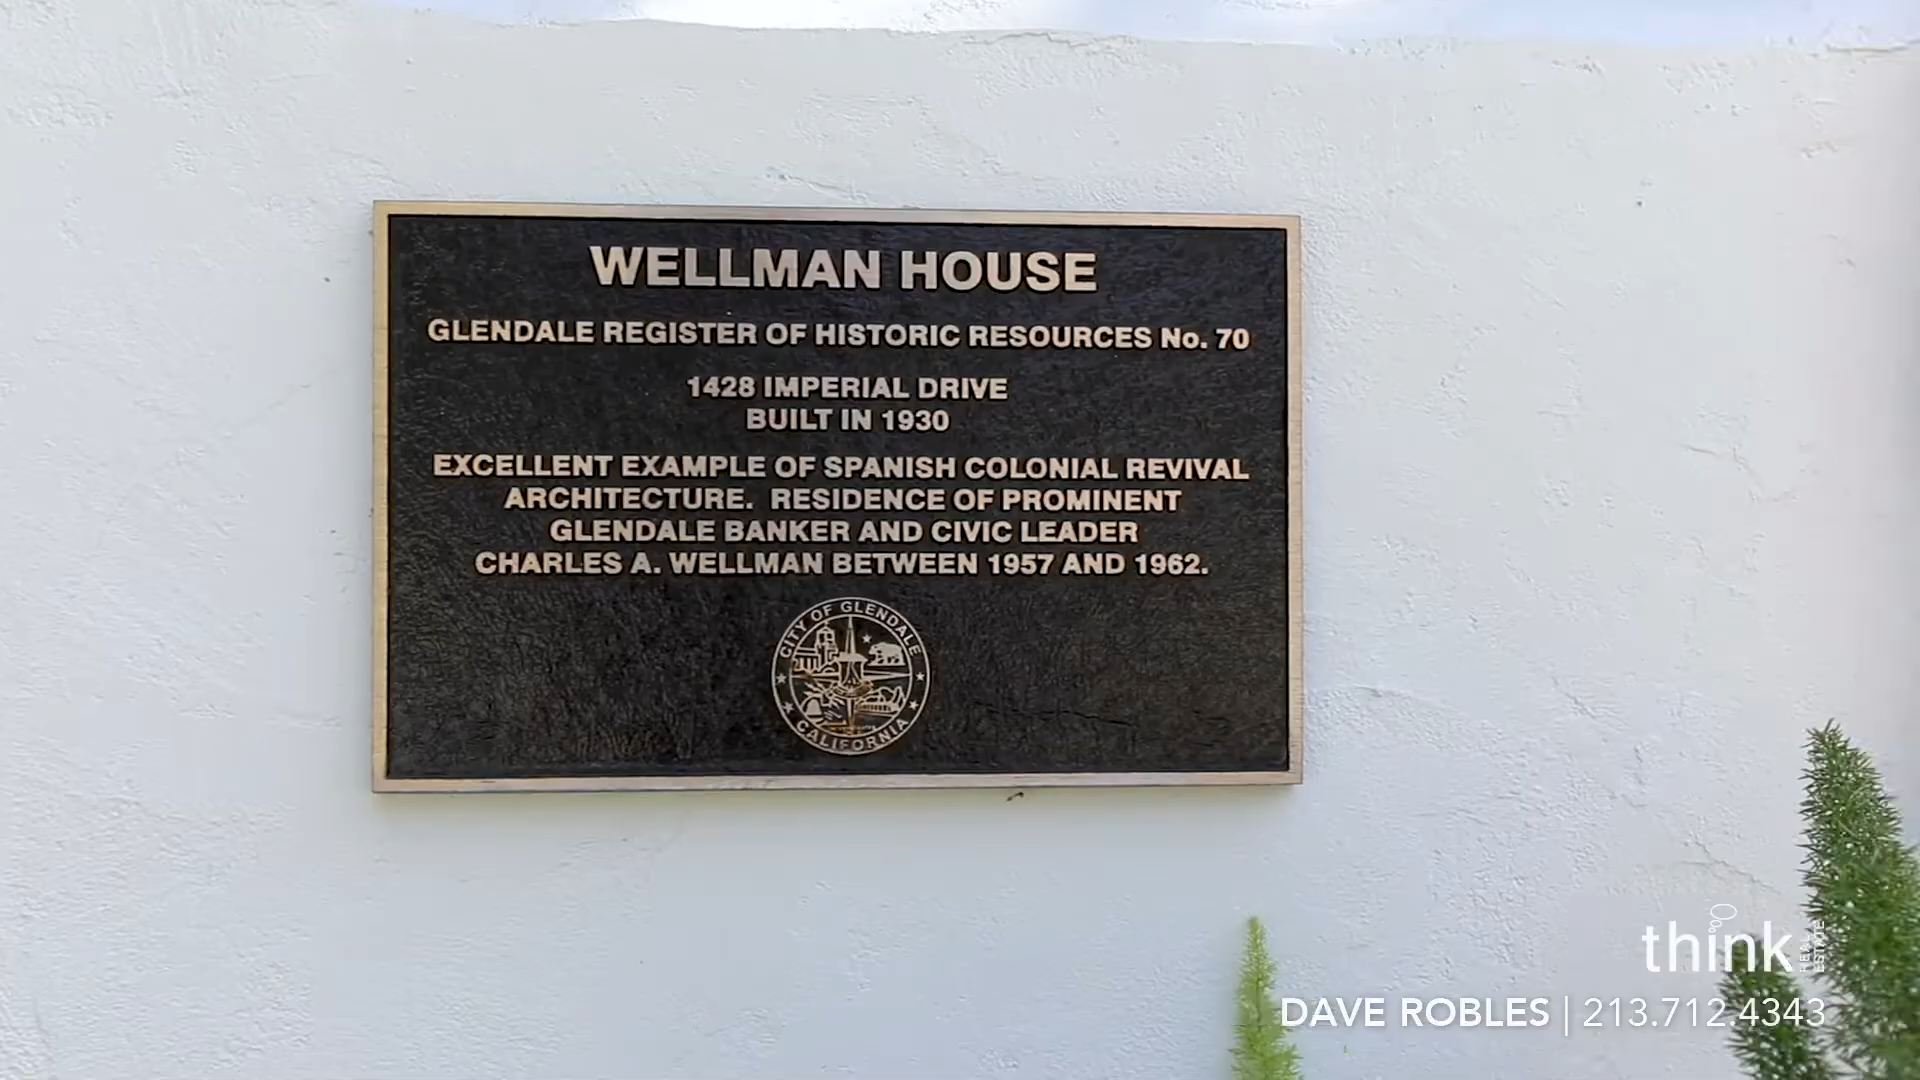 WELLMAN HOUSE
GLENDALE REGISTER OF HISTORIC RESOURCES No. 70
1428 IMPERIAL DRIVE
BUILT IN 1930
EXCELLENT EXAMPLE OF SPANISH COLONIAL REVIVAL
ARCHITECTURE. RESIDENCE OF PROMINENT
GLENDALE BANKER AND CIVIC LEADER
CHARLES A. WELLMAN BETWEEN 1957 AND 1962.
CITY OF GLENDALE
CALIFORNIA
think
REAL
ESTATE
DAVE ROBLES | 213.712.4343